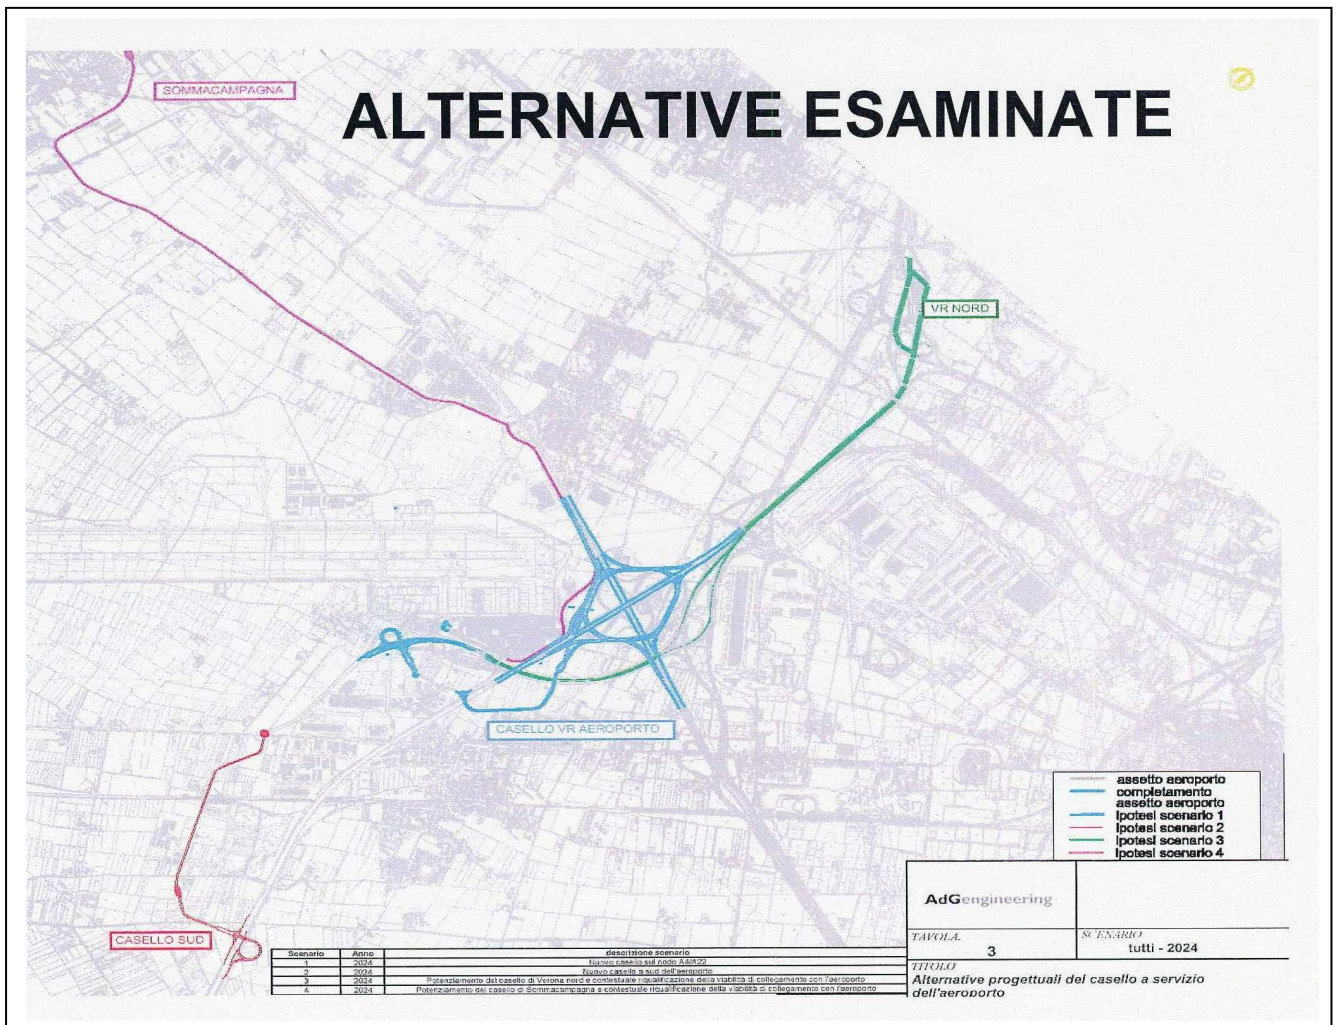 SOMMACAMPAGNA
ALTERNATIVE ESAMINATE
VR NORD
CASELLO VR AEROPORTO
CASELLO SUD
assetto aeroporto
completamento
assetto aeroporto
Ipotesi scenario 1
Ipotesi scenario 2
Ipotesi scenario 3
Ipotesi scenario 4
AdGengineering
TAVOLA.
3
SCENARIO
tutti - 2024
TITOLO
Alternative progettuali del casello a servizio
dell'aeroporto
Scenario Anno descrizione scenario
1 2024 Nuovo casello sul nodo A4/A22
2 2024 Nuovo casello a sud dell'aeroporto
3 2024 Potenziamento del casello di Verona nord e contestuale riqualificazione della viabilità di collegamento con l'aeroporto
4 2024 Potenziamento del casello di Sommacampagna e contestuale riqualificazione della viabilità di collegamento con l'aeroporto